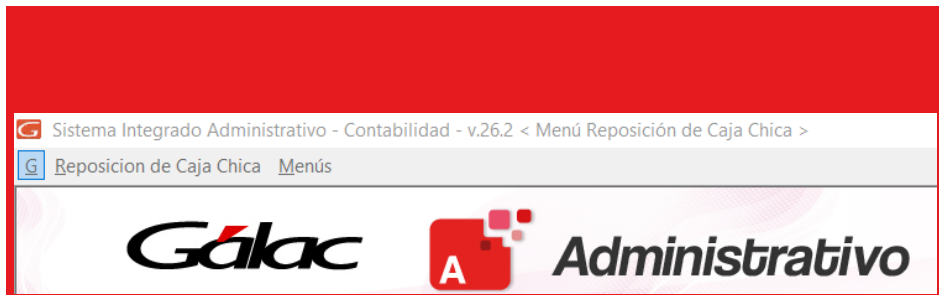 G Sistema Integrado Administrativo - Contabilidad - v.26.2 < Menú Reposición de Caja Chica >
G Reposicion de Caja Chica Menús
Gálac A Administrativo